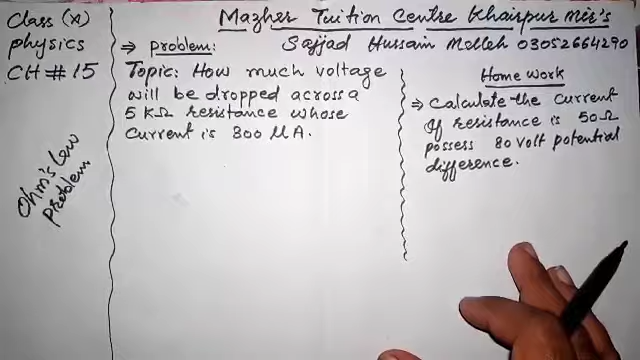 Class (X)
physics
CH # 15
Ohm's Law
problem
Mazher Tuition Centre Khairpur Mir's
Sajjad Hussain Melleh 03052664290
⇒ problem:
Topic: How much voltage
will be dropped across a
5 KΩ resistance whose
current is 300 µA.
Home Work
⇒ Calculate the current
If resistance is 50Ω
possess 80 volt potential
difference.